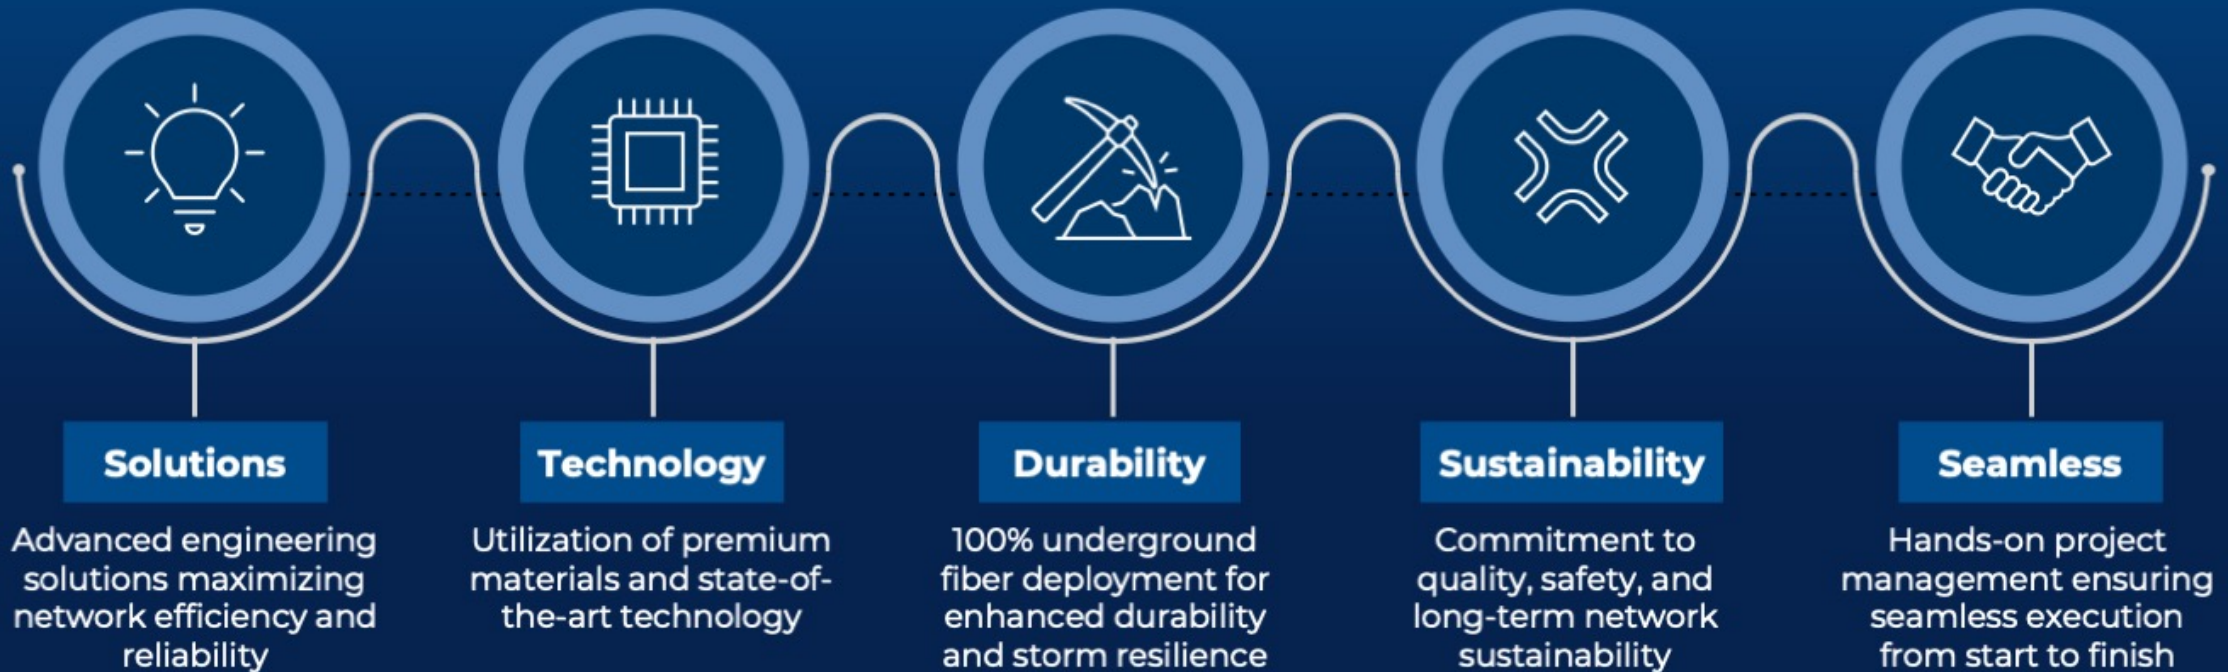 Solutions
Advanced engineering
solutions maximizing
network efficiency and
reliability
Technology
Utilization of premium
materials and state-of-
the-art technology
Durability
100% underground
fiber deployment for
enhanced durability
and storm resilience
Sustainability
Commitment to
quality, safety, and
long-term network
sustainability
Seamless
Hands-on project
management ensuring
seamless execution
from start to finish